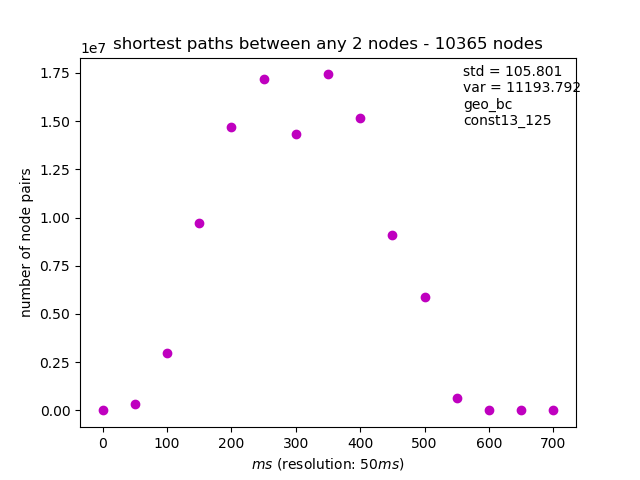 shortest paths between any 2 nodes - 10365 nodes
1e7
std = 105.801
var = 11193.792
geo_bc
const13_125
1.75
1.50
1.25
1.00
0.75
0.50
0.25
0.00
number of node pairs
0 100 200 300 400 500 600 700
ms (resolution: 50ms)